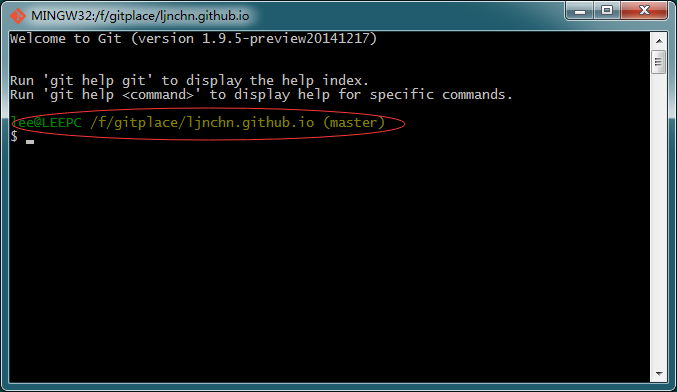 MINGW32:/f/gitplace/ljnchn.github.io
Welcome to Git (version 1.9.5-preview20141217)
Run 'git help git' to display the help index.
Run 'git help <command>' to display help for specific commands.
lee@LEEPC /f/gitplace/ljnchn.github.io (master)
$